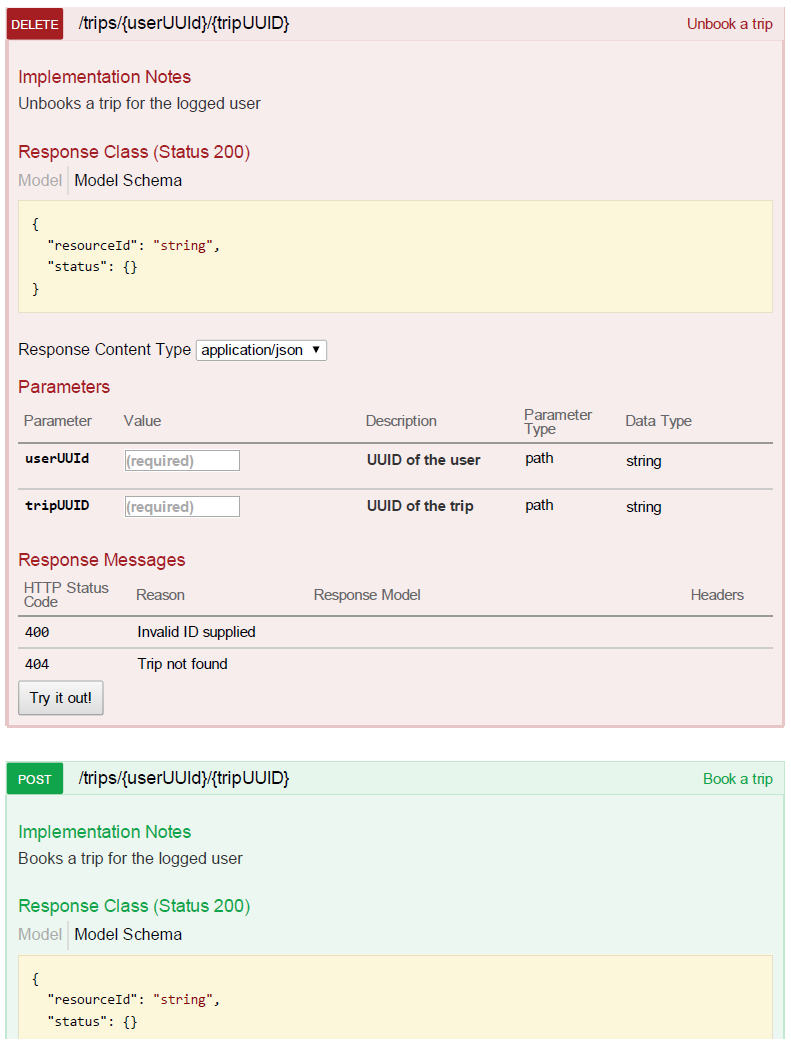 DELETE /trips/{userUUId}/{tripUUID} Unbook a trip
Implementation Notes
Unbooks a trip for the logged user
Response Class (Status 200)
Model Model Schema
{
"resourceId": "string",
"status": {}
}
Response Content Type application/json ▼
Parameters
Parameter Value Description Parameter Type Data Type
userUUId (required) UUID of the user path string
tripUUID (required) UUID of the trip path string
Response Messages
HTTP Status Code Reason Response Model Headers
400 Invalid ID supplied
404 Trip not found
Try it out!
POST /trips/{userUUId}/{tripUUID} Book a trip
Implementation Notes
Books a trip for the logged user
Response Class (Status 200)
Model Model Schema
{
"resourceId": "string",
"status": {}